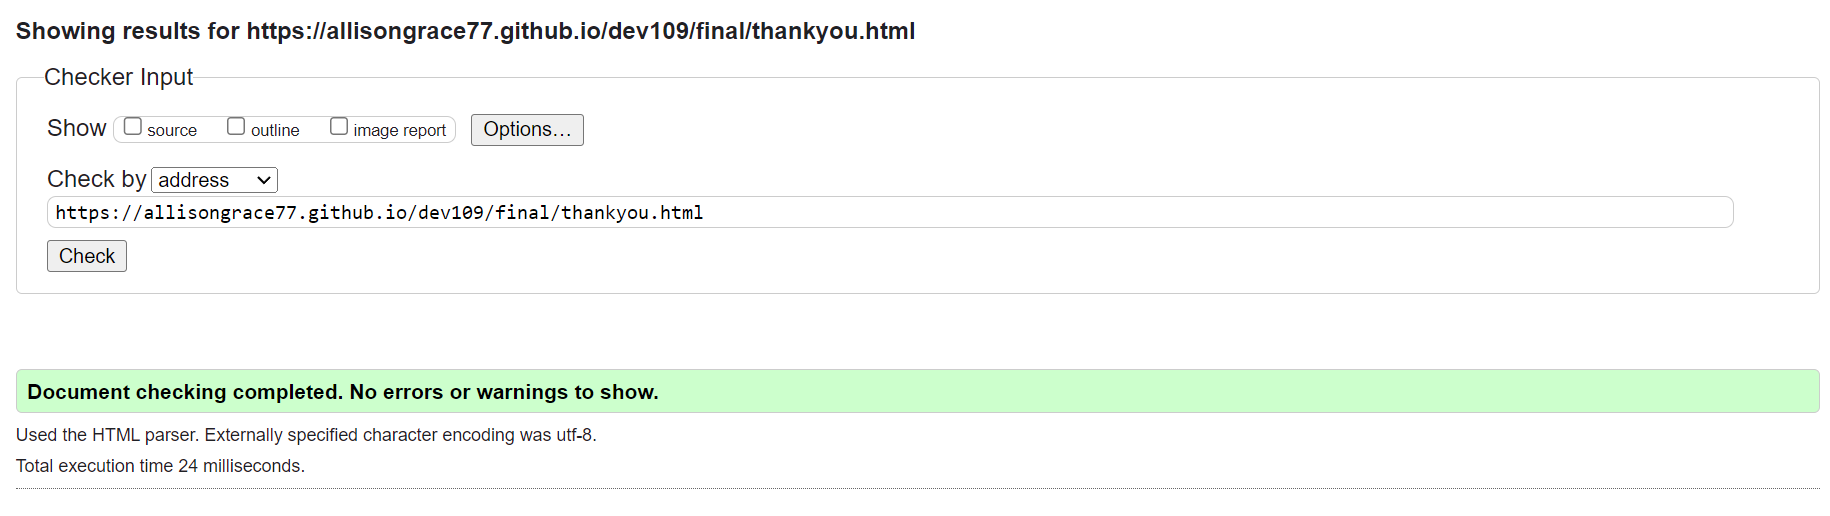 Showing results for https://allisongrace77.github.io/dev109/final/thankyou.html
Checker Input
Show source outline image report Options...
Check by address
https://allisongrace77.github.io/dev109/final/thankyou.html
Check
Document checking completed. No errors or warnings to show.
Used the HTML parser. Externally specified character encoding was utf-8.
Total execution time 24 milliseconds.